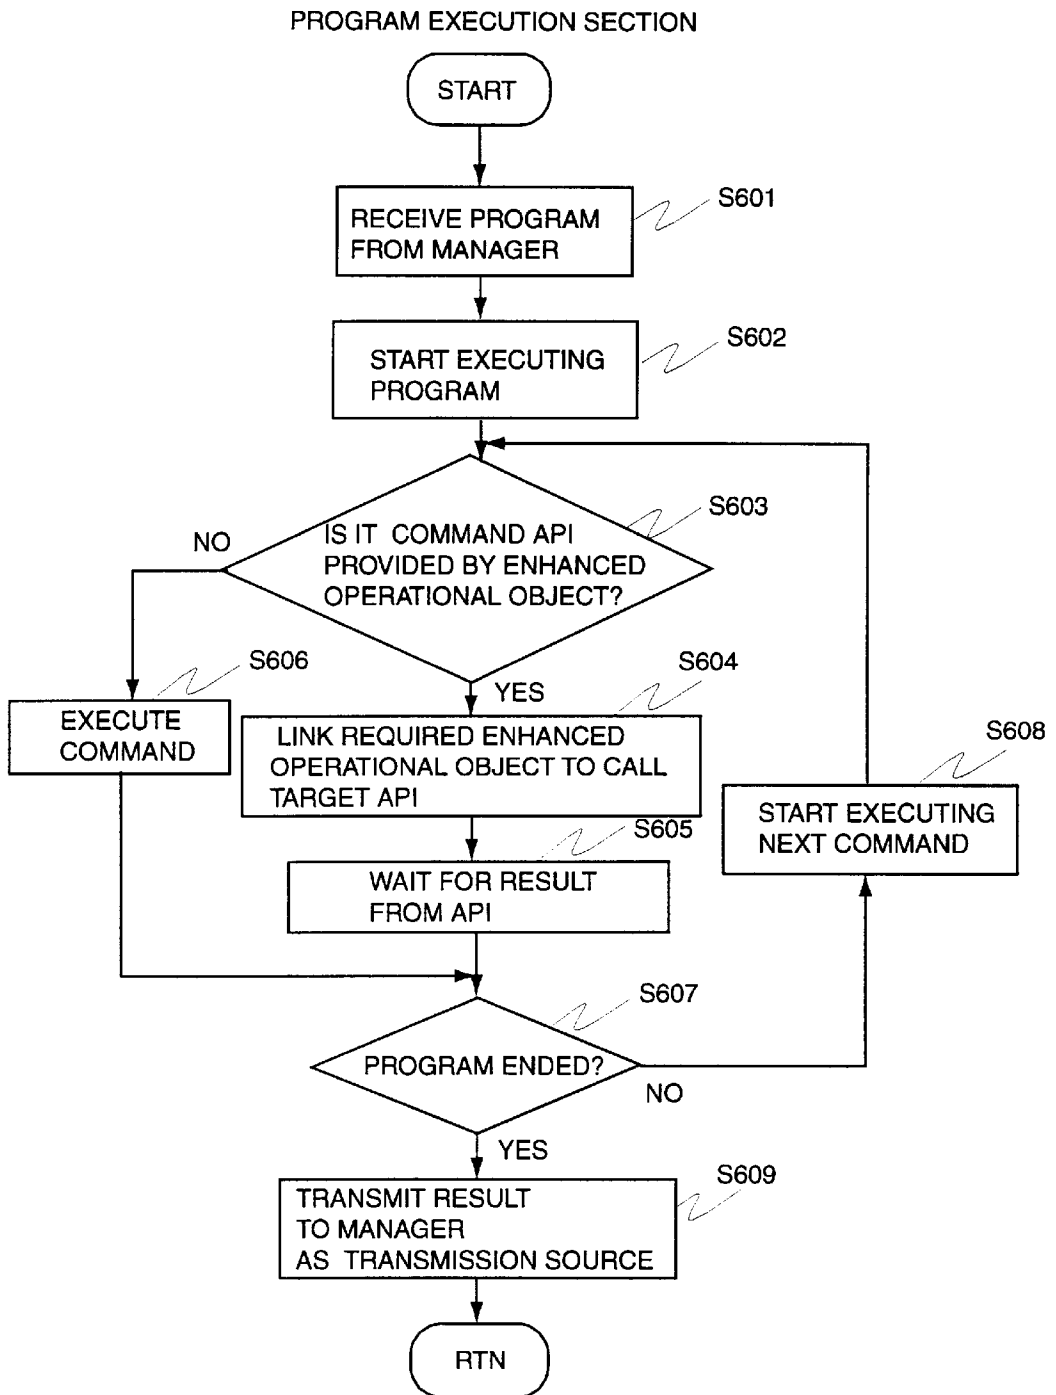 PROGRAM EXECUTION SECTION
START
S601
RECEIVE PROGRAM
FROM MANAGER
S602
START EXECUTING
PROGRAM
S603
IS IT COMMAND API
PROVIDED BY ENHANCED
OPERATIONAL OBJECT?
NO
YES
S606
EXECUTE
COMMAND
S604
LINK REQUIRED ENHANCED
OPERATIONAL OBJECT TO CALL
TARGET API
S608
START EXECUTING
NEXT COMMAND
S605
WAIT FOR RESULT
FROM API
S607
PROGRAM ENDED?
NO
YES
S609
TRANSMIT RESULT
TO MANAGER
AS TRANSMISSION SOURCE
RTN